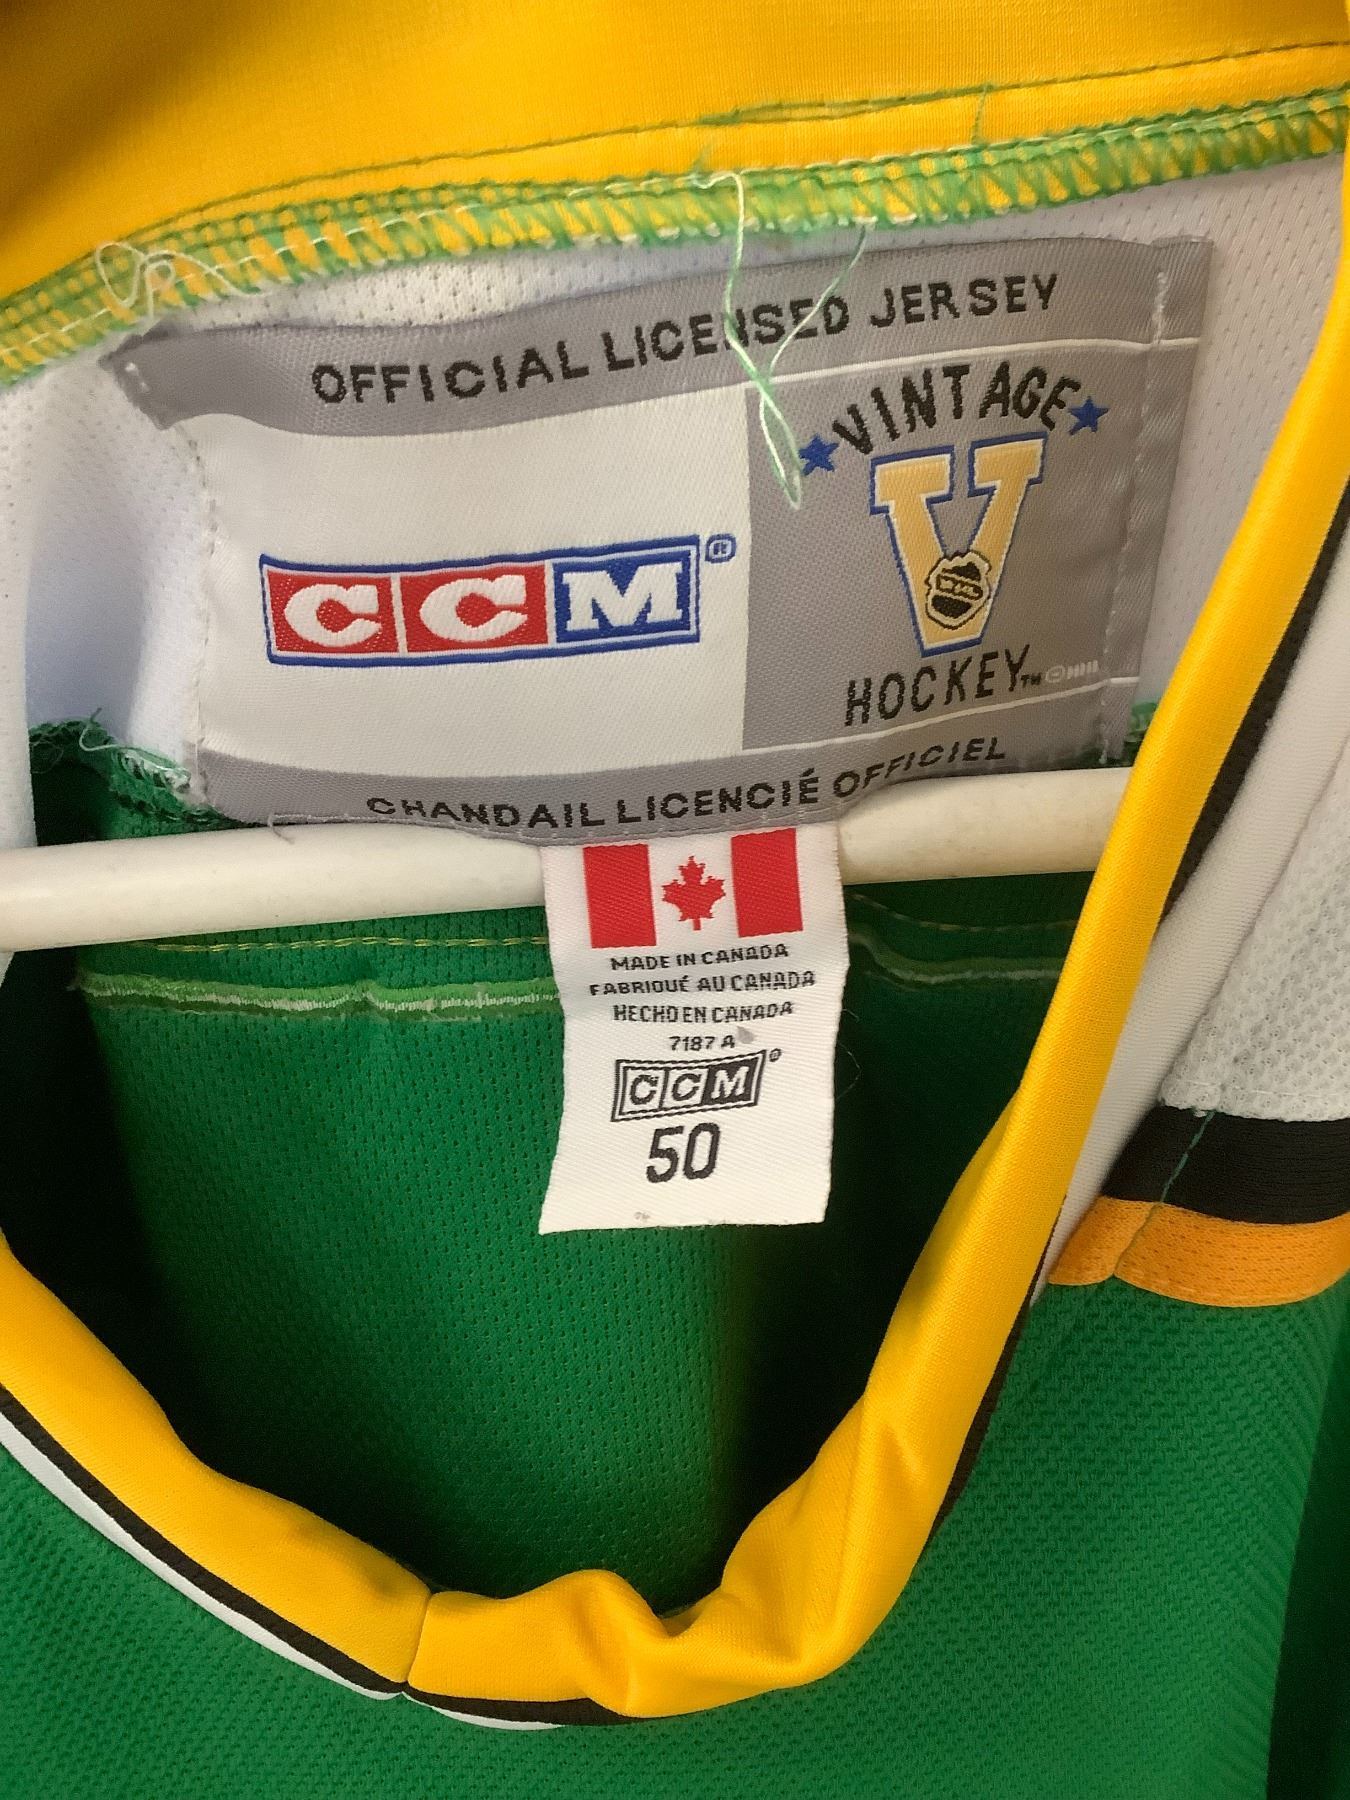 OFFICIAL LICENSED JERSEY
CCM®
VINTAGE
V
HOCKEY™
CHANDAIL LICENCIÉ OFFICIEL
MADE IN CANADA
FABRIQUÉ AU CANADA
HECHO EN CANADA
7187 A
CCM®
50